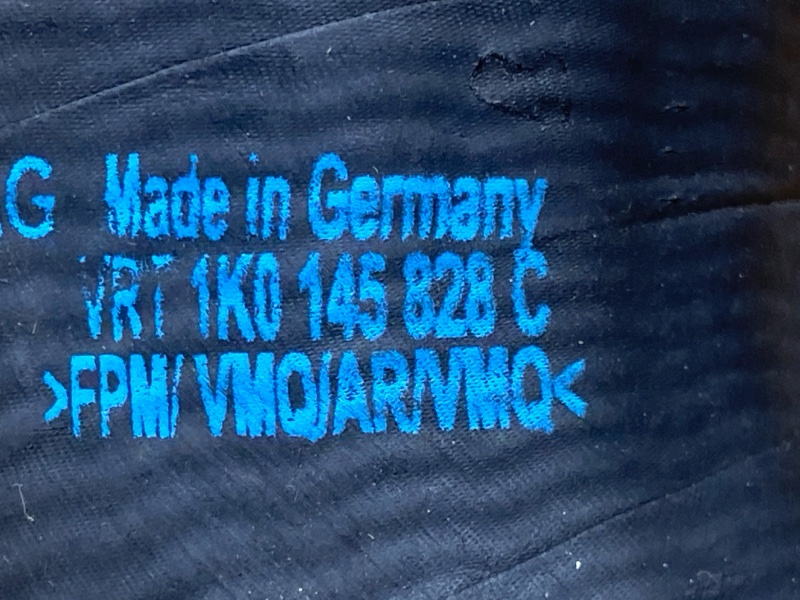 .G Made in Germany
VRT 1K0 145 828 C
>FPM/VMQ/AR/VMQ<